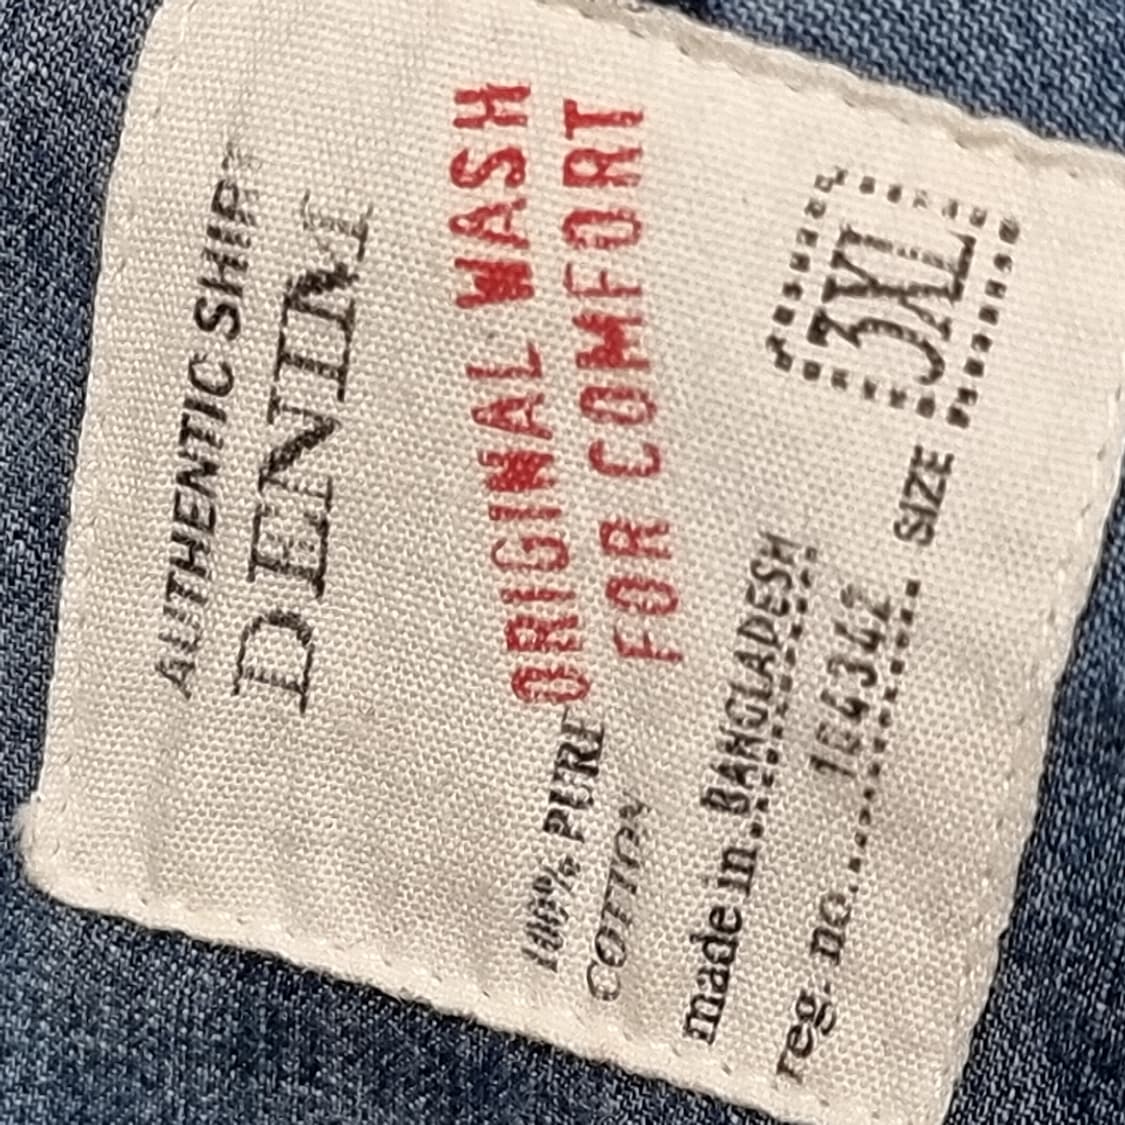 AUTHENTIC SHIRT
DENIM
ORIGINAL WASH
FOR COMFORT
100% PURE
COTTON
made in. BANGLADESH
reg. no....... 164342 ... SIZE 3XL